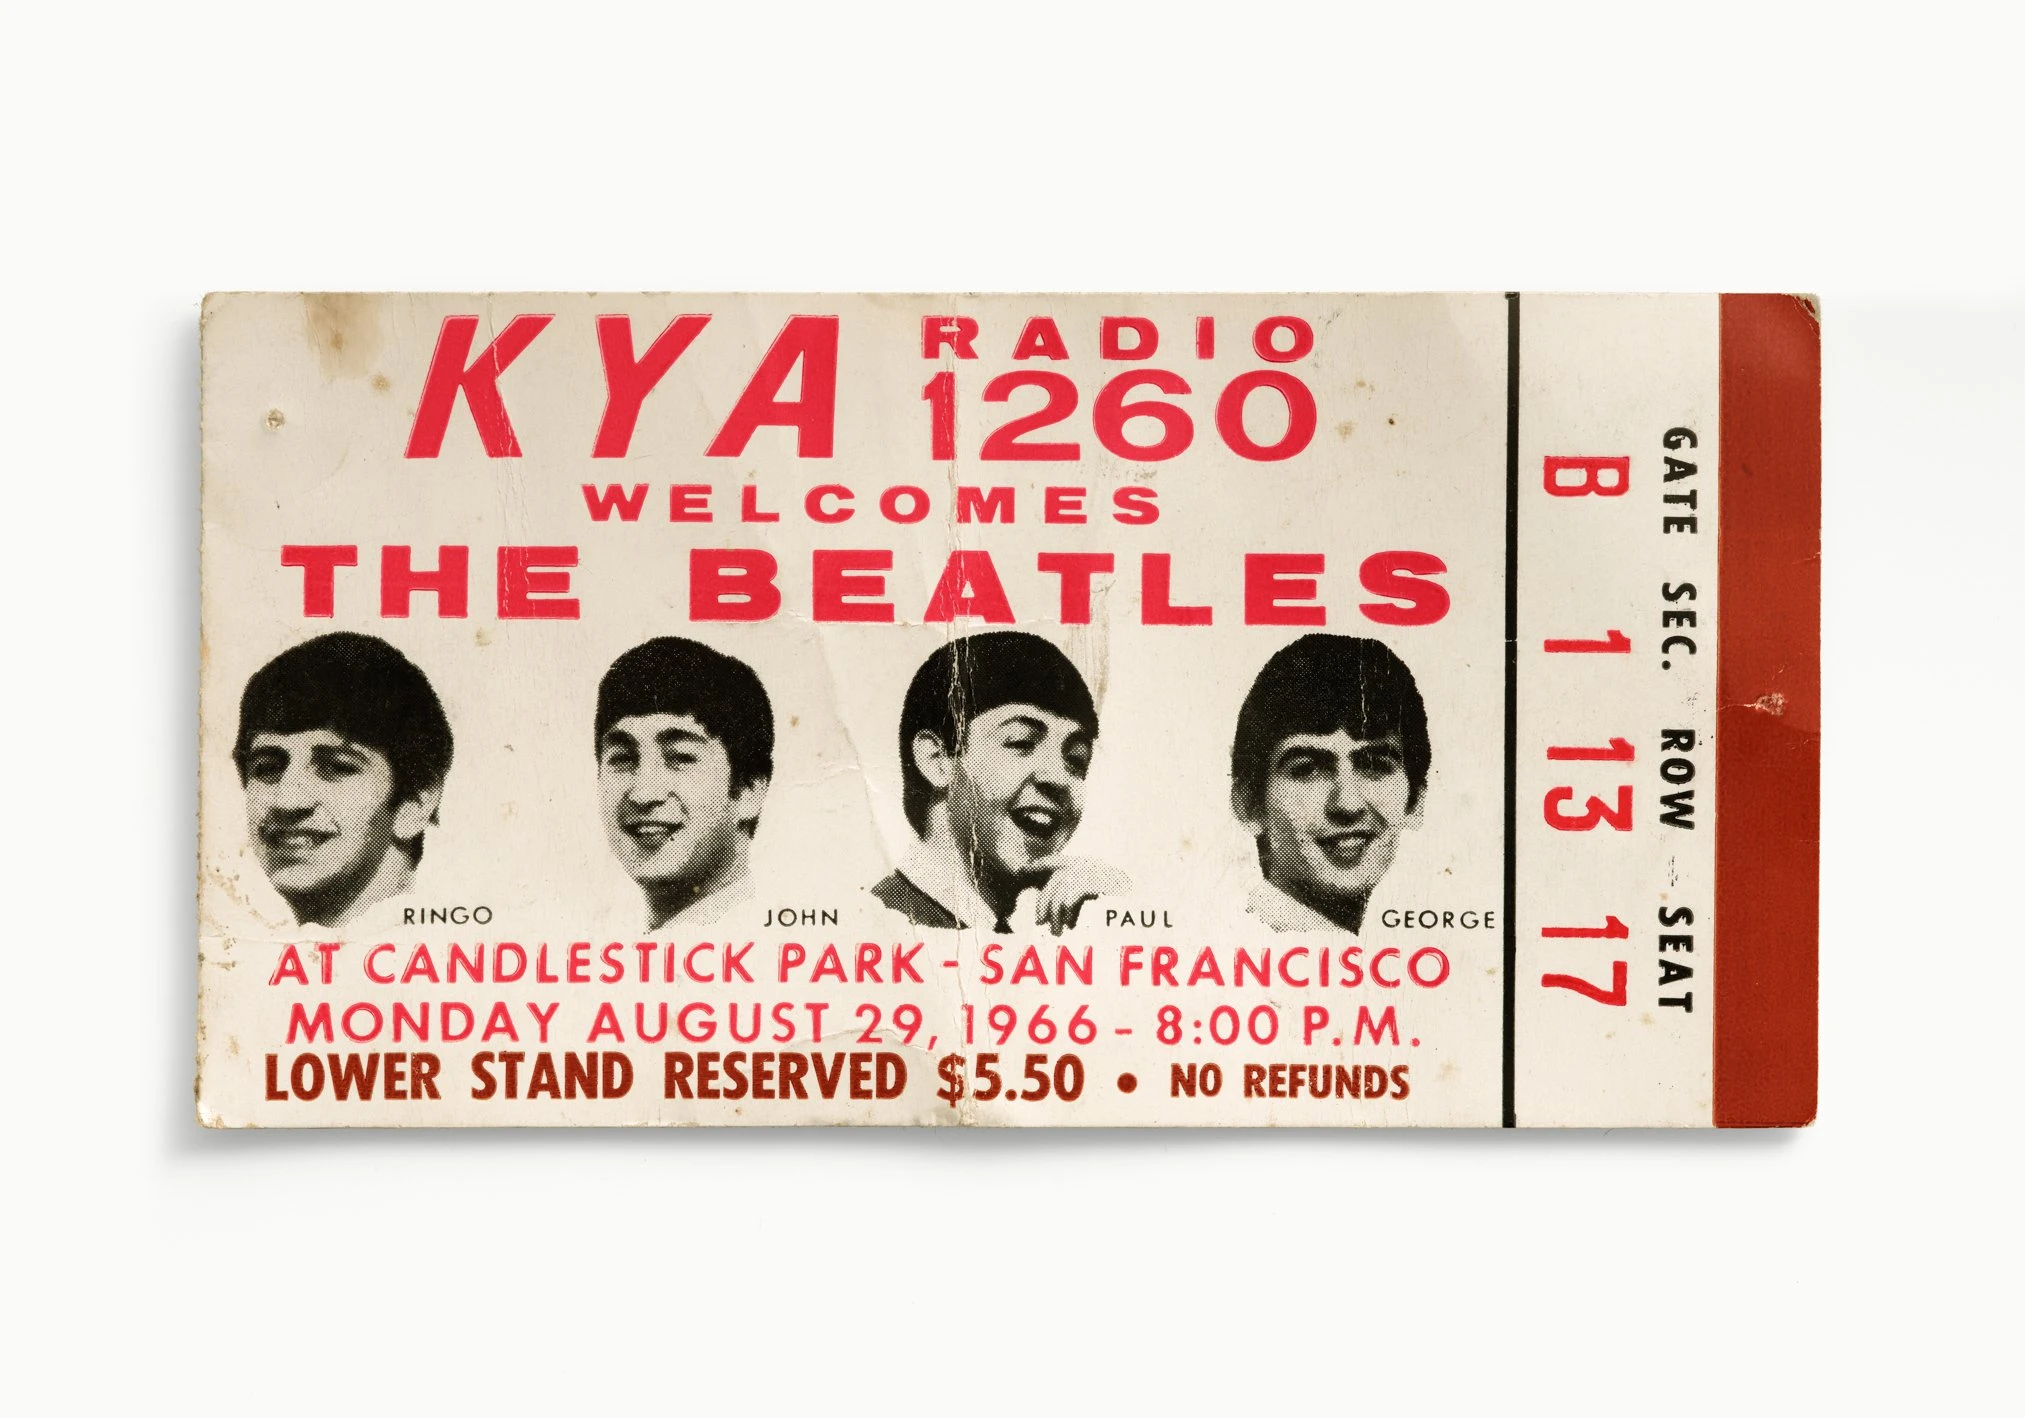 KYA RADIO
1260
WELCOMES
THE BEATLES
RINGO JOHN PAUL GEORGE
AT CANDLESTICK PARK - SAN FRANCISCO
MONDAY AUGUST 29, 1966 - 8:00 P.M.
LOWER STAND RESERVED $5.50 • NO REFUNDS
GATE SEC. ROW SEAT
B 1 13 17